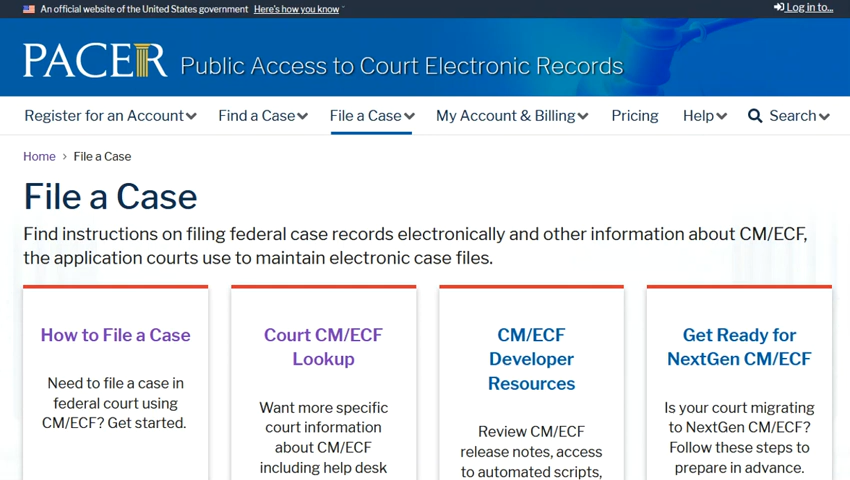 An official website of the United States government Here's how you know
Log in to...
PACER Public Access to Court Electronic Records
Register for an Account Find a Case File a Case My Account & Billing Pricing Help Search
Home > File a Case
File a Case
Find instructions on filing federal case records electronically and other information about CM/ECF,
the application courts use to maintain electronic case files.
How to File a Case
Need to file a case in
federal court using
CM/ECF? Get started.
Court CM/ECF
Lookup
Want more specific
court information
about CM/ECF
including help desk
CM/ECF
Developer
Resources
Review CM/ECF
release notes, access
to automated scripts,
Get Ready for
NextGen CM/ECF
Is your court migrating
to NextGen CM/ECF?
Follow these steps to
prepare in advance.